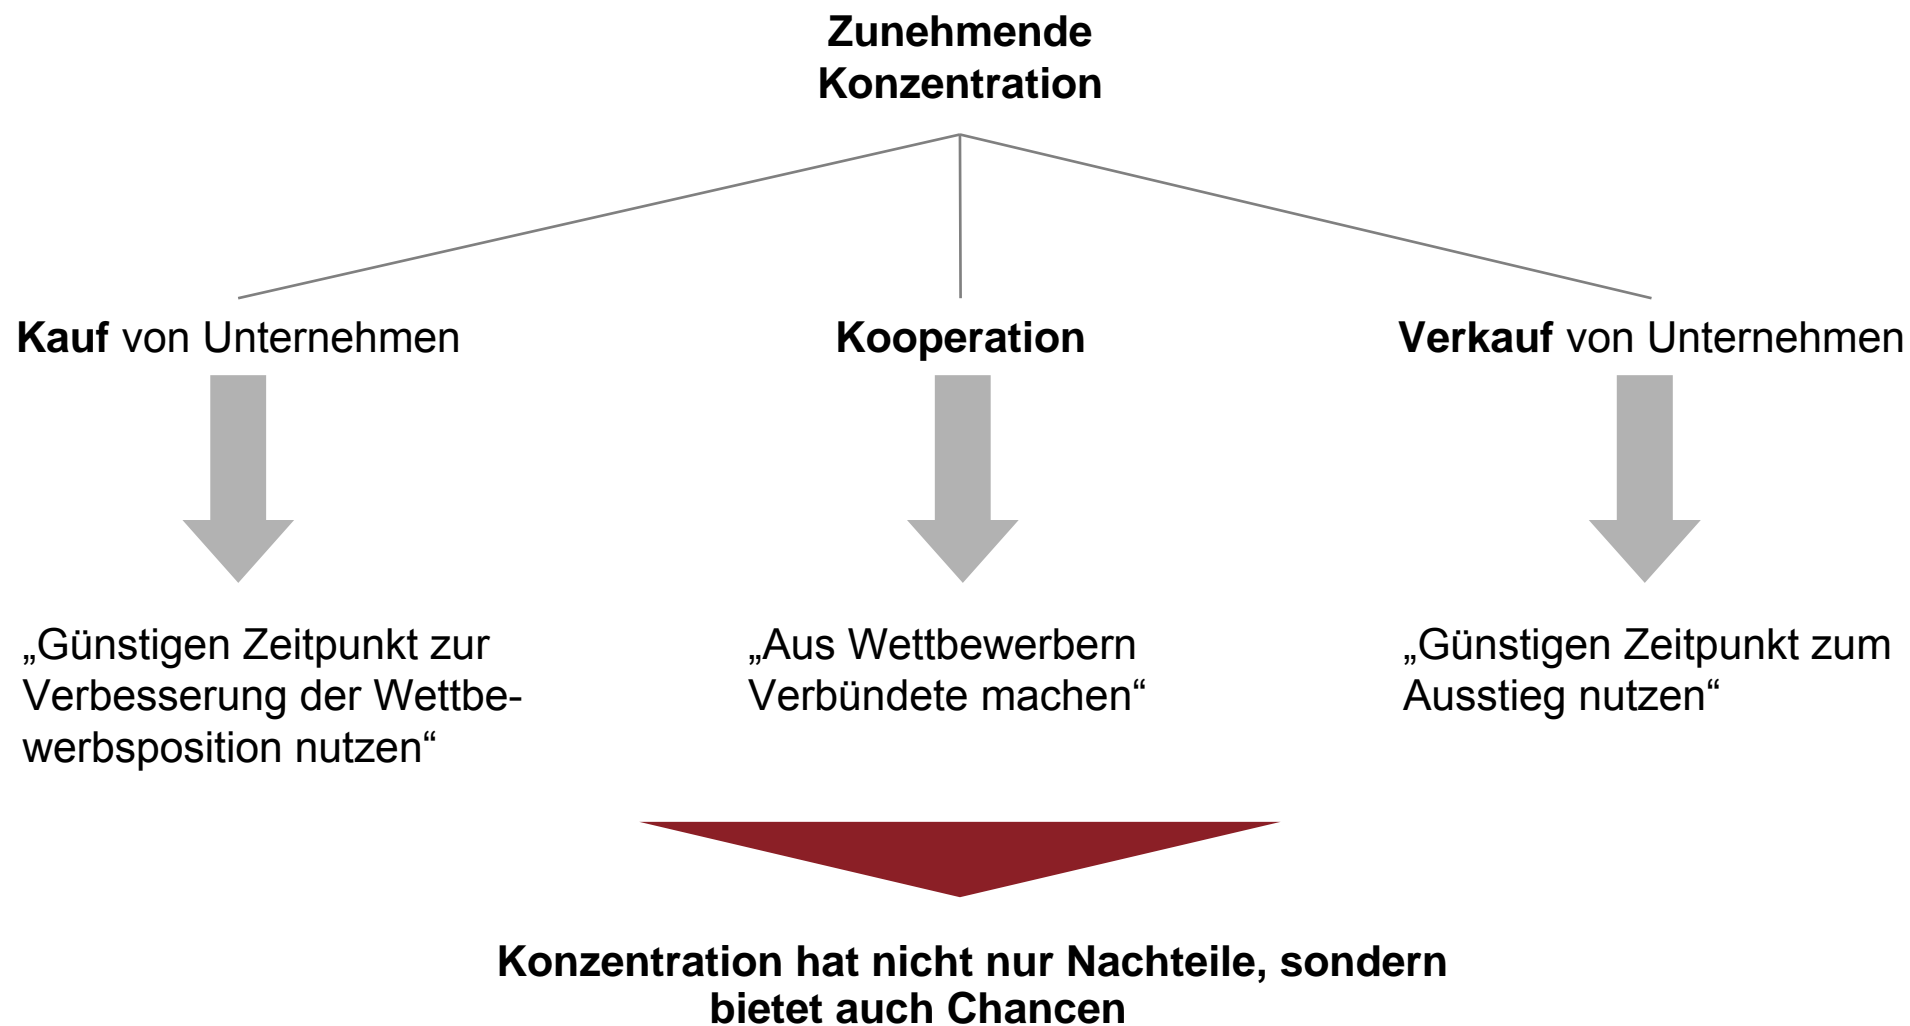 Zunehmende
Konzentration
Kauf von Unternehmen
Kooperation
Verkauf von Unternehmen
„Günstigen Zeitpunkt zur
Verbesserung der Wettbe-
werbsposition nutzen“
„Aus Wettbewerbern
Verbündete machen“
„Günstigen Zeitpunkt zum
Ausstieg nutzen“
Konzentration hat nicht nur Nachteile, sondern
bietet auch Chancen